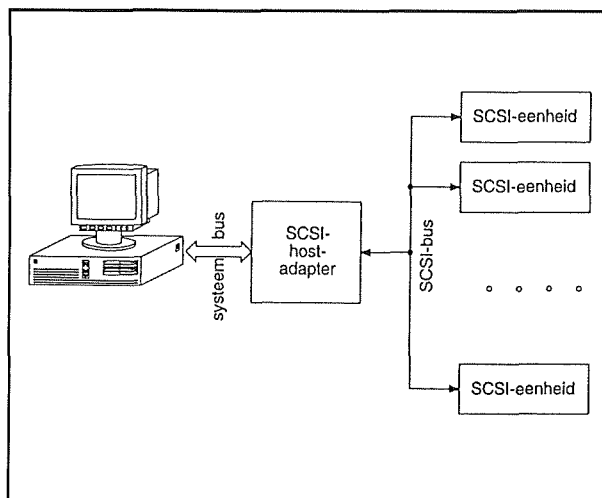 SCSI-eenheid
SCSI-eenheid
systeem bus
SCSI-
host-
adapter
SCSI-bus
SCSI-eenheid